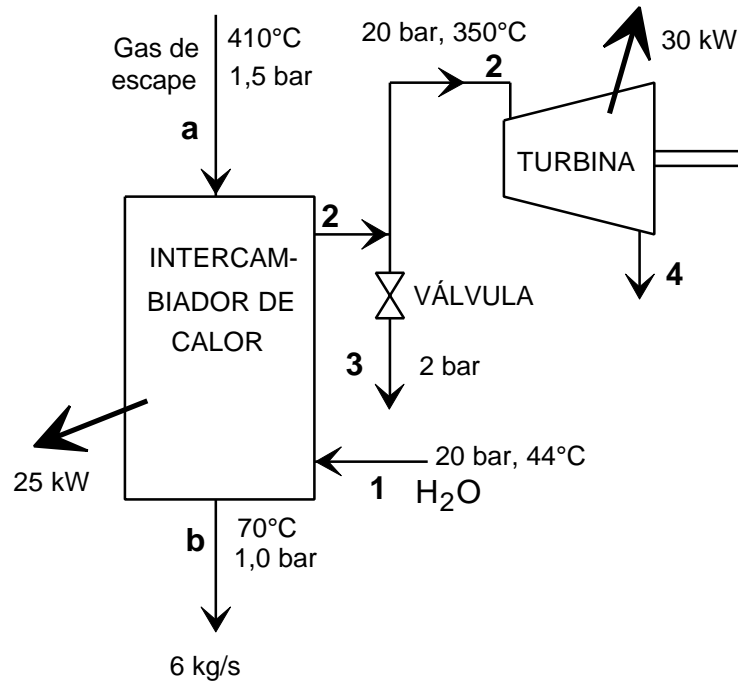 Gas de
escape
410°C
1,5 bar
a
20 bar, 350°C
2
30 kW
TURBINA
4
2
INTERCAM-
BIADOR DE
CALOR
VÁLVULA
3
2 bar
25 kW
20 bar, 44°C
1
H₂O
b
70°C
1,0 bar
6 kg/s